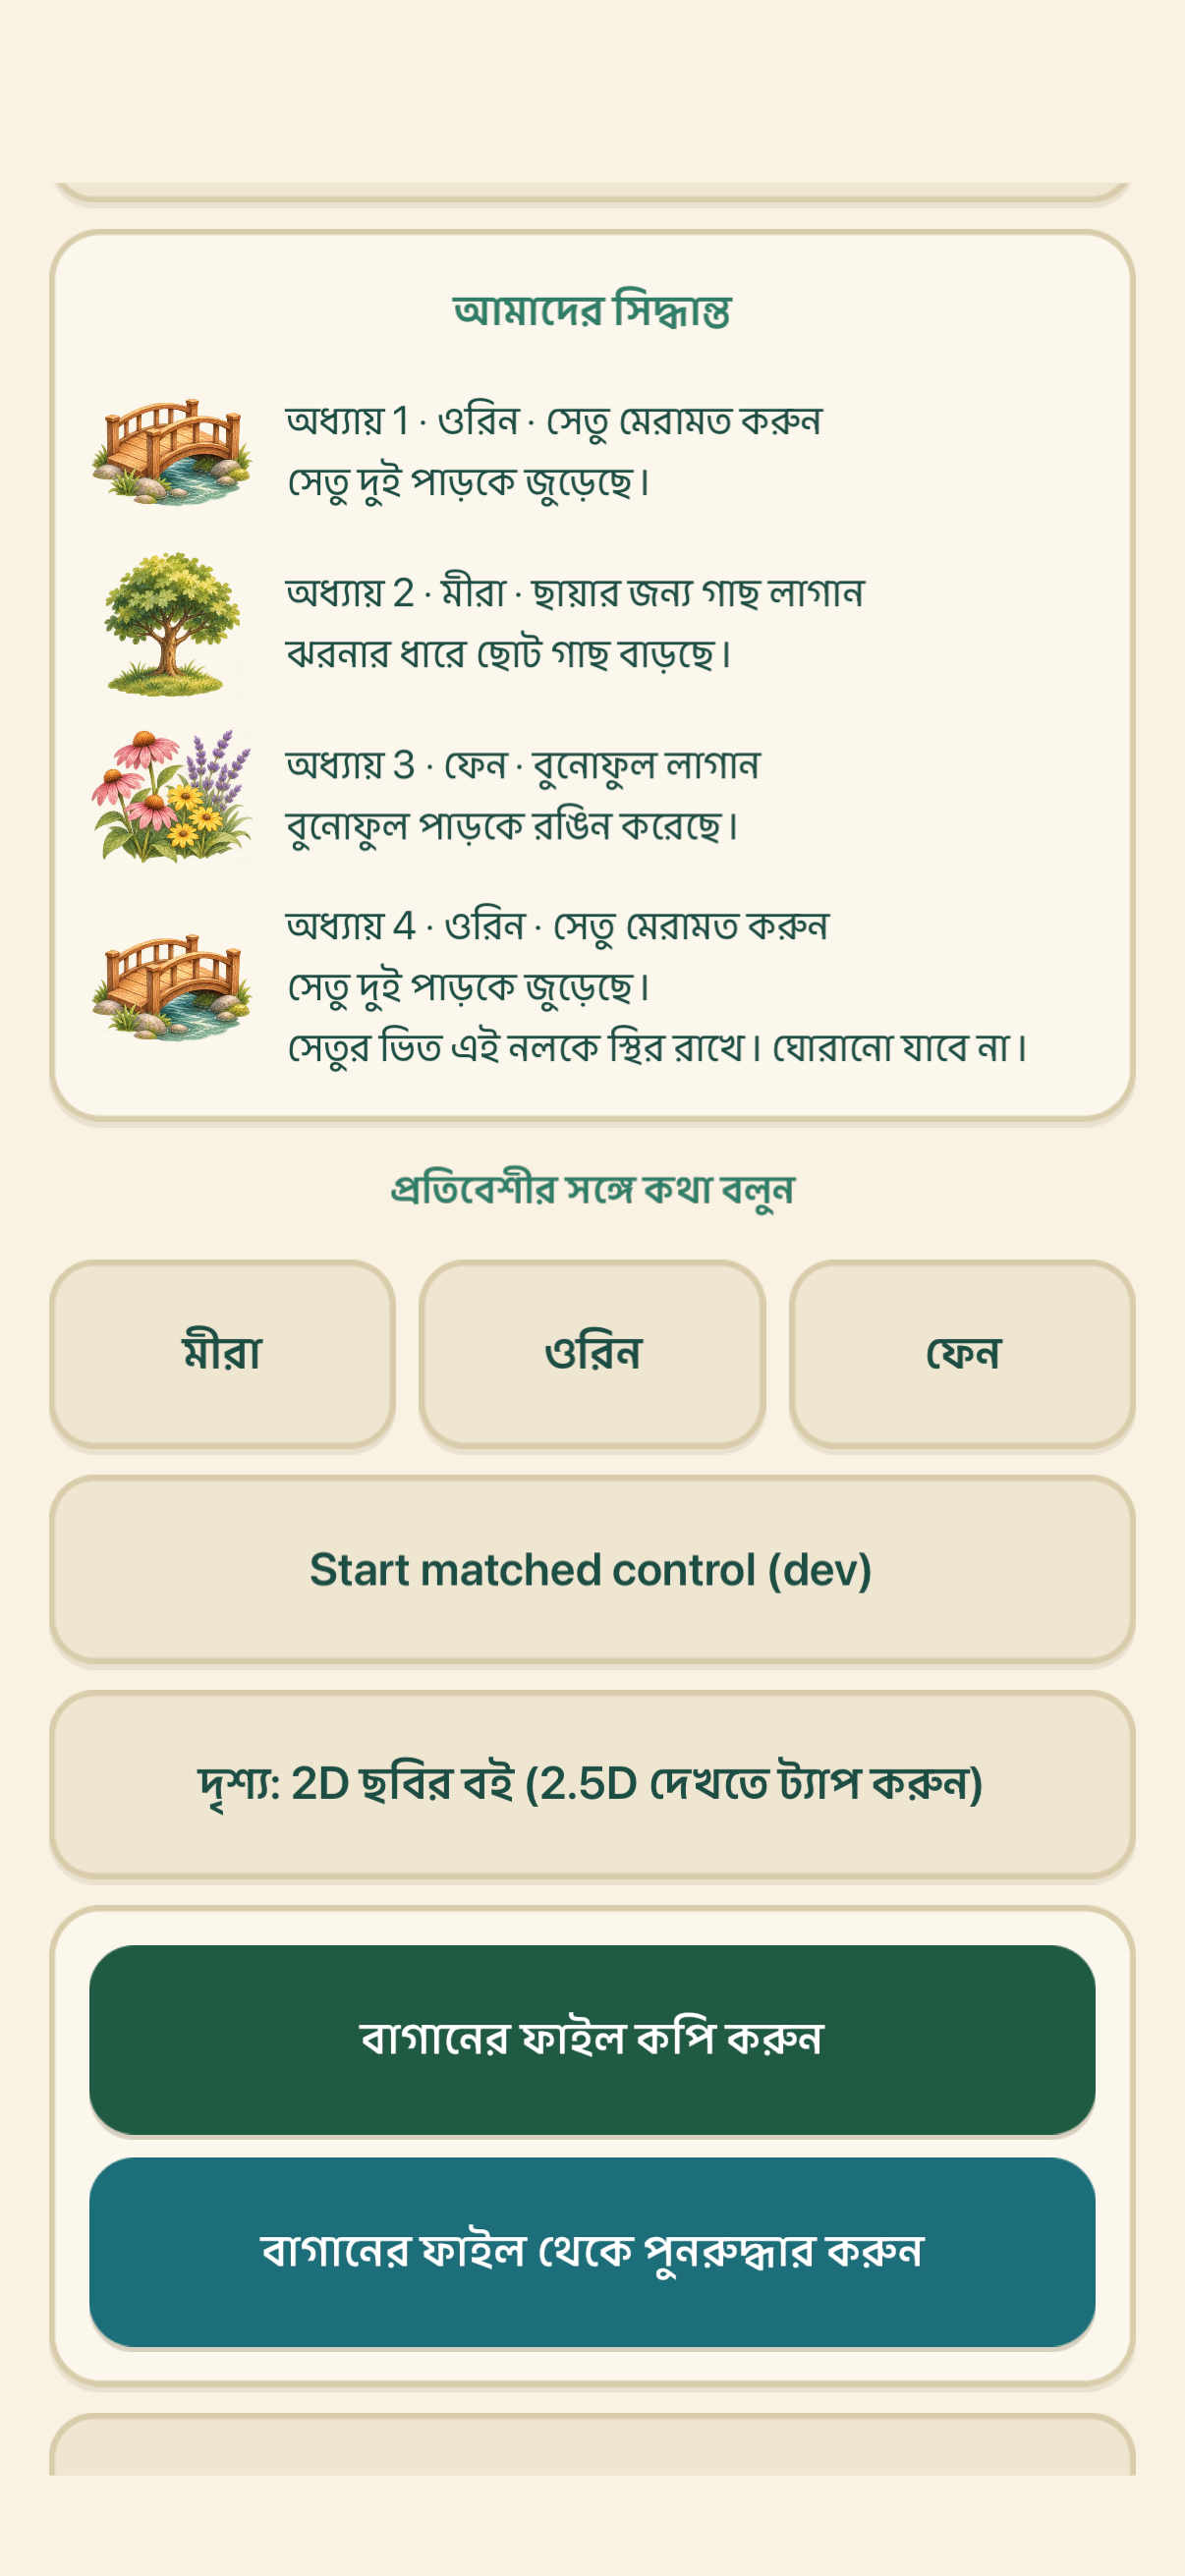 আমাদের সিদ্ধান্ত
অধ্যায় 1 · ওরিন · সেতু মেরামত করুন
সেতু দুই পাড়কে জুড়েছে।
অধ্যায় 2 · মীরা · ছায়ার জন্য গাছ লাগান
ঝরনার ধারে ছোট গাছ বাড়ছে।
অধ্যায় 3 · ফেন · বুনোফুল লাগান
বুনোফুল পাড়কে রঙিন করেছে।
অধ্যায় 4 · ওরিন · সেতু মেরামত করুন
সেতু দুই পাড়কে জুড়েছে।
সেতুর ভিত এই নলকে স্থির রাখে। ঘোরানো যাবে না।
প্রতিবেশীর সঙ্গে কথা বলুন
মীরা
ওরিন
ফেন
Start matched control (dev)
দৃশ্য: 2D ছবির বই (2.5D দেখতে ট্যাপ করুন)
বাগানের ফাইল কপি করুন
বাগানের ফাইল থেকে পুনরুদ্ধার করুন